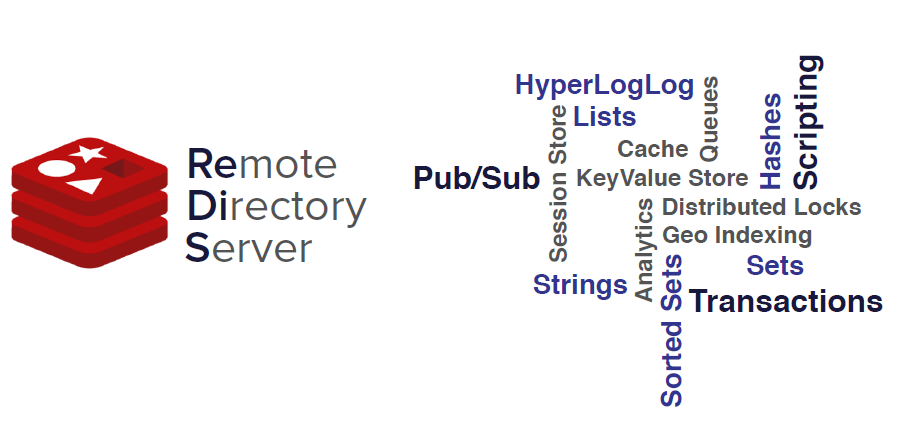 Remote
Directory
Server
HyperLogLog
Lists
Session Store
Queues
Hashes
Scripting
Cache
Pub/Sub
KeyValue Store
Distributed Locks
Analytics
Geo Indexing
Sets
Strings
Sorted Sets
Transactions